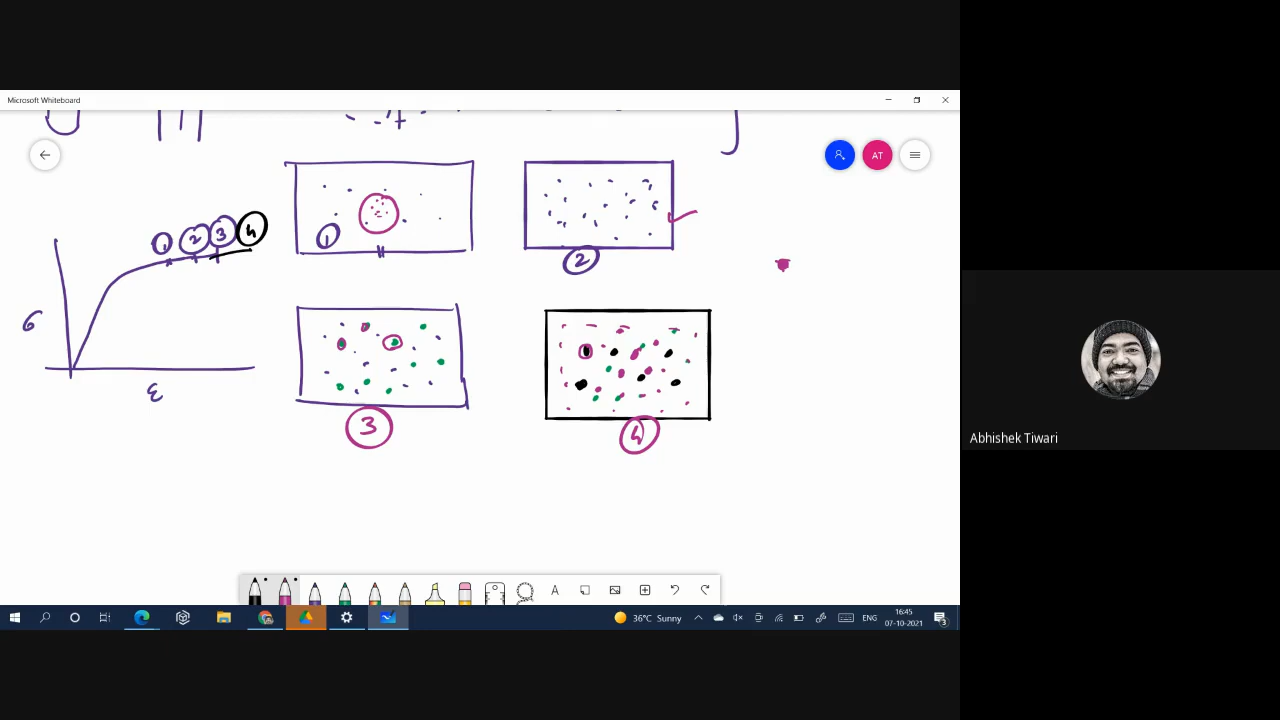 Microsoft Whiteboard
AT
1 2 3 4
1
2
σ
ε
3
4
Abhishek Tiwari
A
36°C Sunny
ENG
16:45
07-10-2021
3